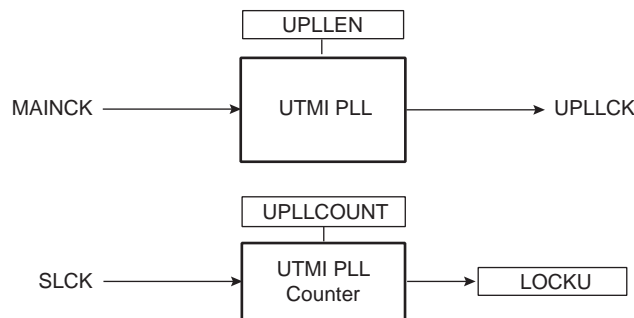 UPLLEN
MAINCK
UTMI PLL
UPLLCK
UPLLCOUNT
SLCK
UTMI PLL
Counter
LOCKU